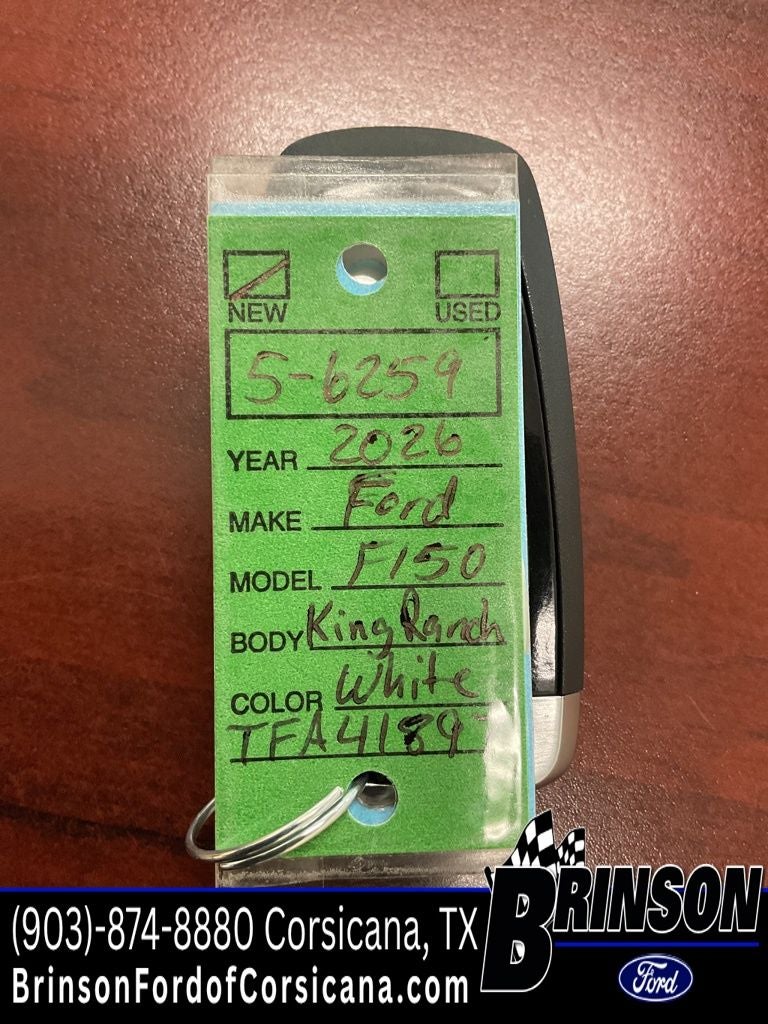 NEW USED
5-6259
YEAR 2026
MAKE Ford
MODEL F150
BODY King Ranch
COLOR White
(903)-874-8880 Corsicana, TX
BrinsonFordofCorsicana.com
BRINSON
Ford